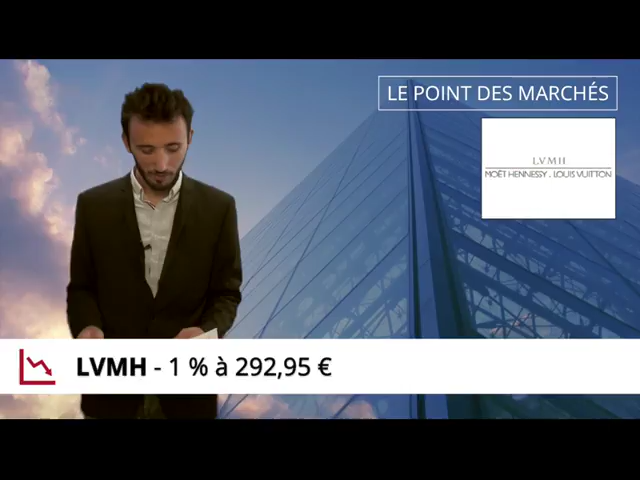 LE POINT DES MARCHÉS
LVMH
MOËT HENNESSY . LOUIS VUITTON
LVMH - 1 % à 292,95 €